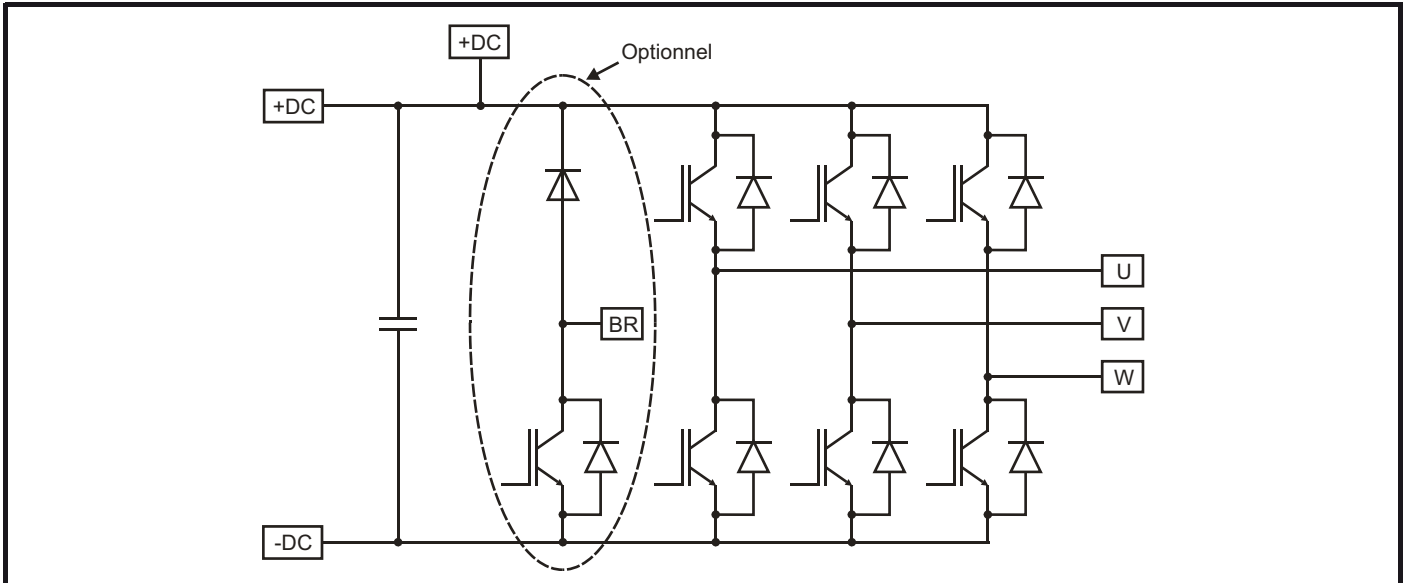 +DC
Optionnel
+DC
U
BR
V
W
-DC